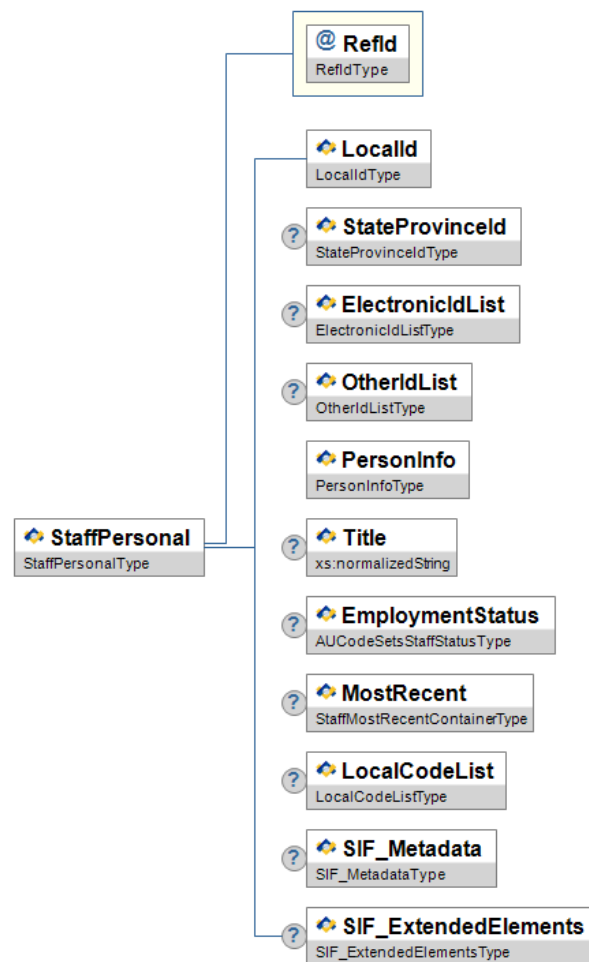 @ RefId
RefIdType
LocalId
LocalIdType
? StateProvinceId
StateProvinceIdType
? ElectronicIdList
ElectronicIdListType
? OtherIdList
OtherIdListType
PersonInfo
PersonInfoType
StaffPersonal
StaffPersonalType
? Title
xs:normalizedString
? EmploymentStatus
AUCodeSetsStaffStatusType
? MostRecent
StaffMostRecentContainerType
? LocalCodeList
LocalCodeListType
? SIF_Metadata
SIF_MetadataType
? SIF_ExtendedElements
SIF_ExtendedElementsType